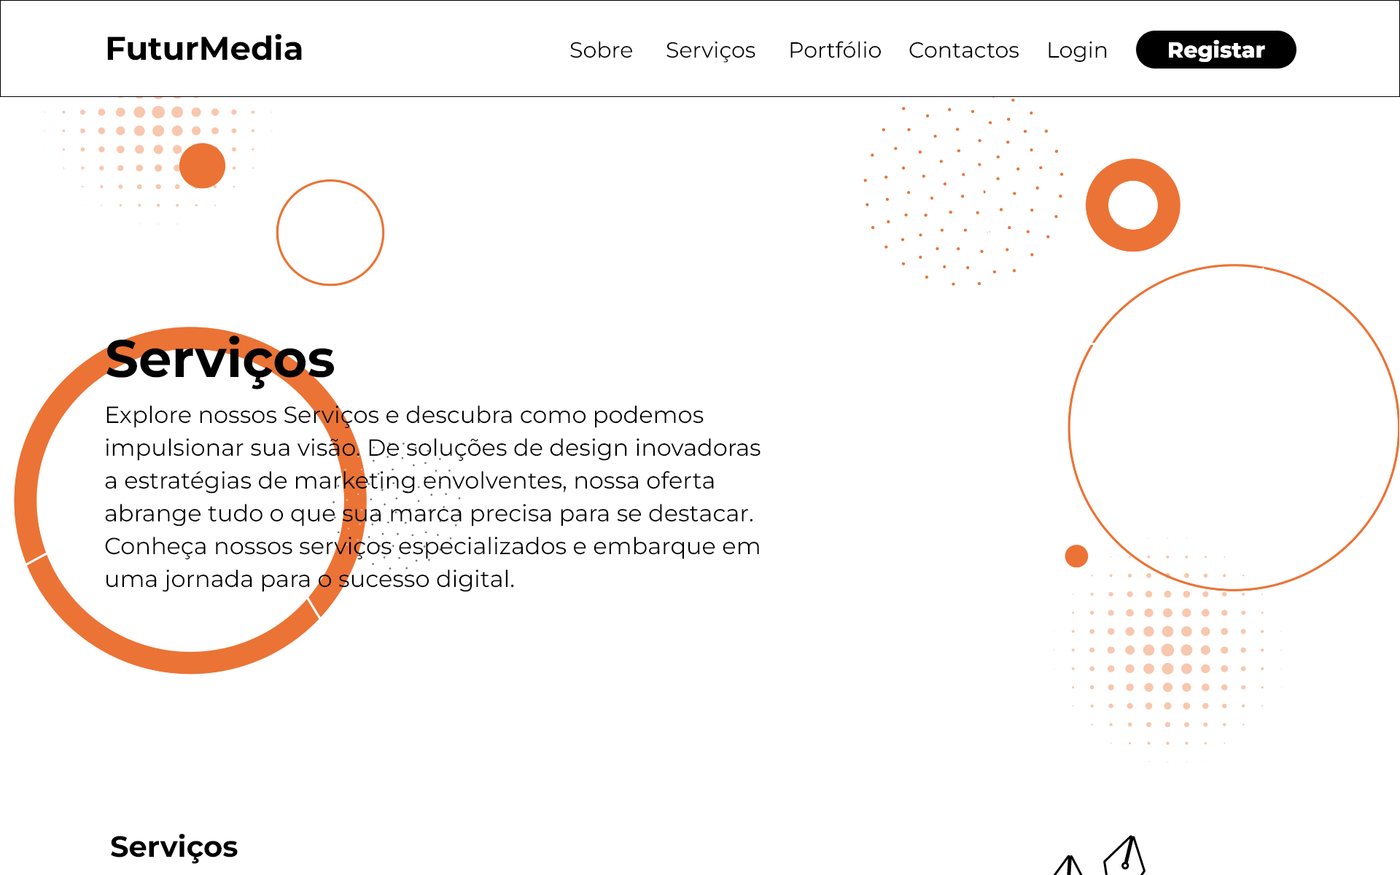 FuturMedia
Sobre Serviços Portfólio Contactos Login Registar
Serviços
Explore nossos Serviços e descubra como podemos
impulsionar sua visão. De soluções de design inovadoras
a estratégias de marketing envolventes, nossa oferta
abrange tudo o que sua marca precisa para se destacar.
Conheça nossos serviços especializados e embarque em
uma jornada para o sucesso digital.
Serviços